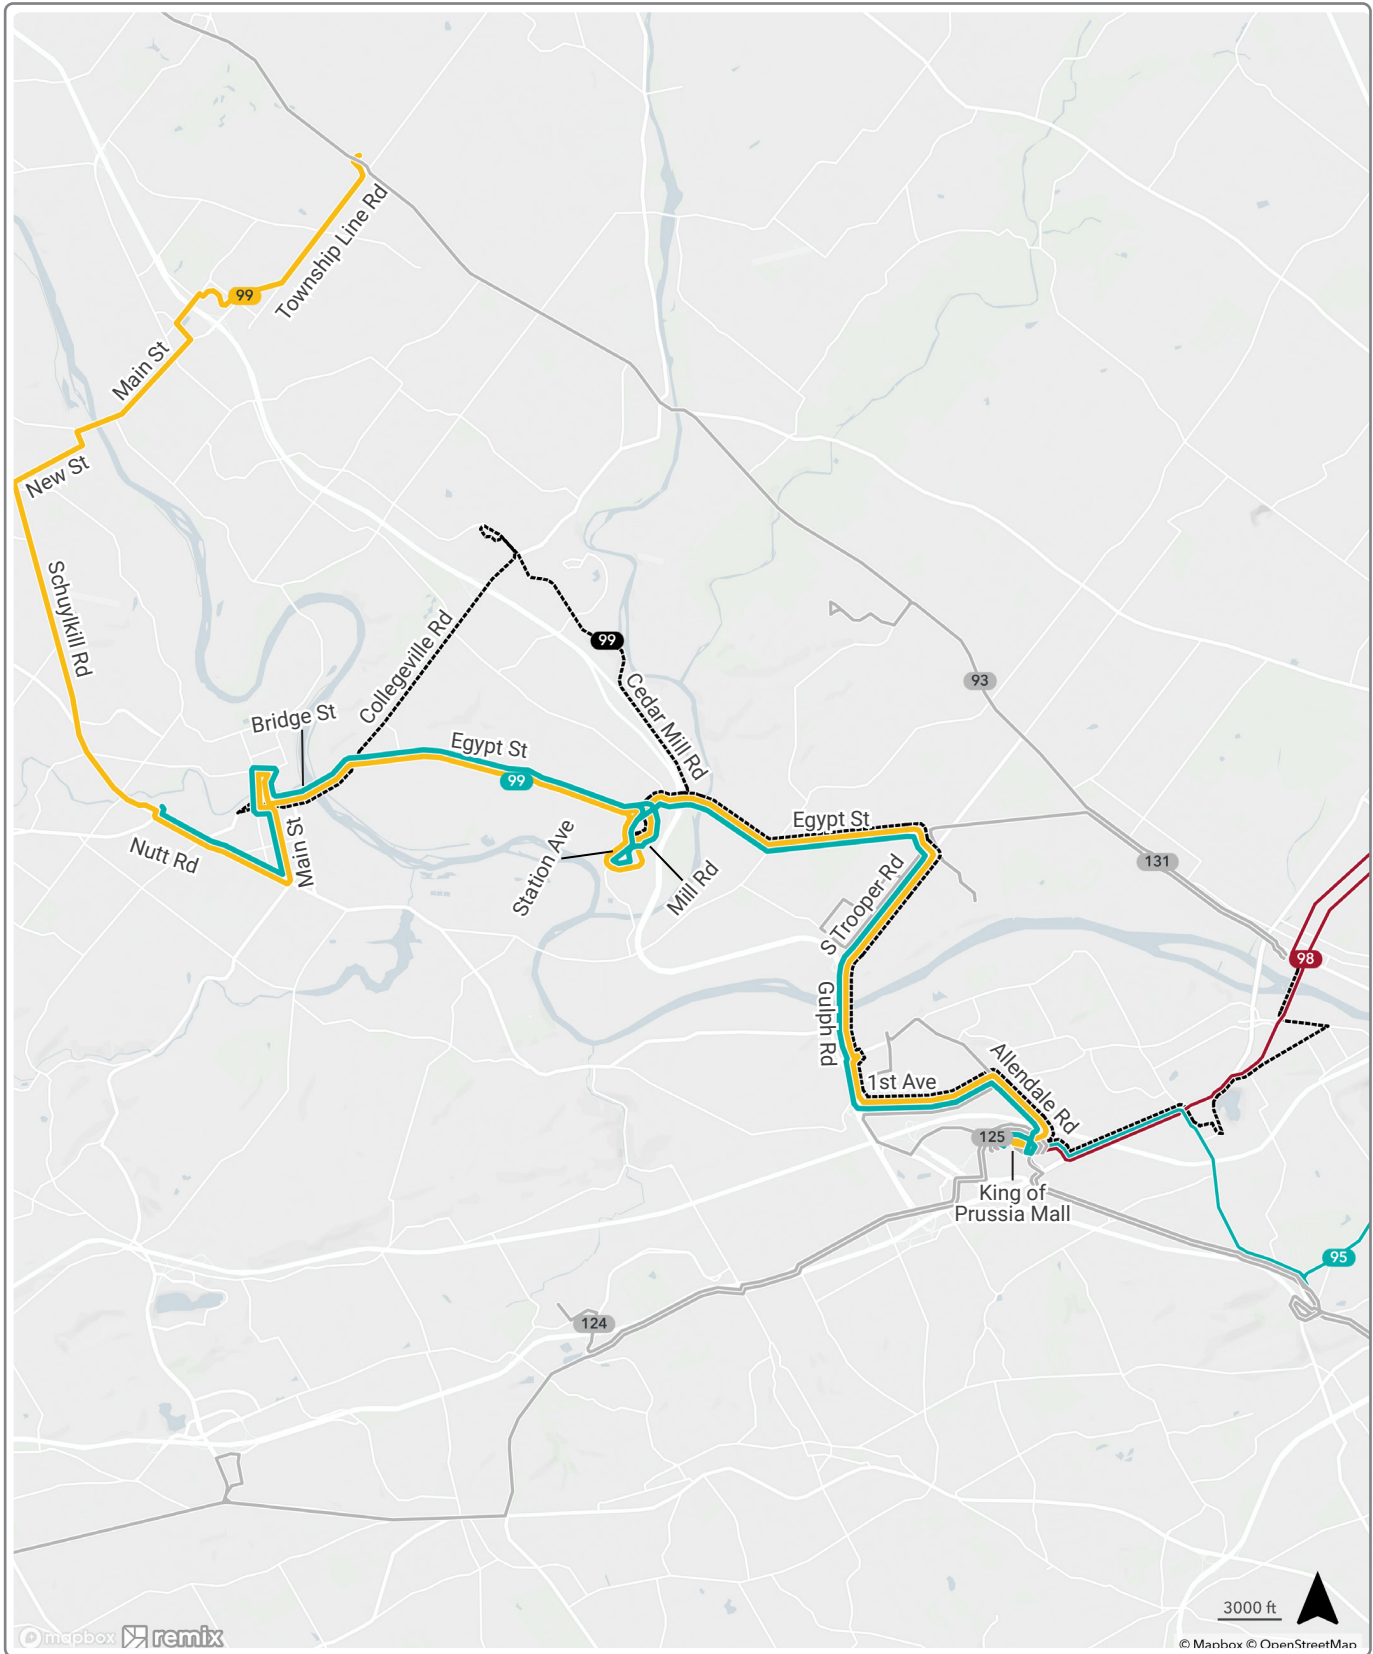 Township Line Rd
99
Main St
New St
Schuylkill Rd
Collegeville Rd
99
Cedar Mill Rd
93
Bridge St
Egypt St
99
Egypt St
Main St
Nutt Rd
Station Ave
Mill Rd
131
S Trooper Rd
98
Gulph Rd
1st Ave
Allendale Rd
125
King of
Prussia Mall
95
124
3000 ft
mapbox remix
© Mapbox © OpenStreetMap